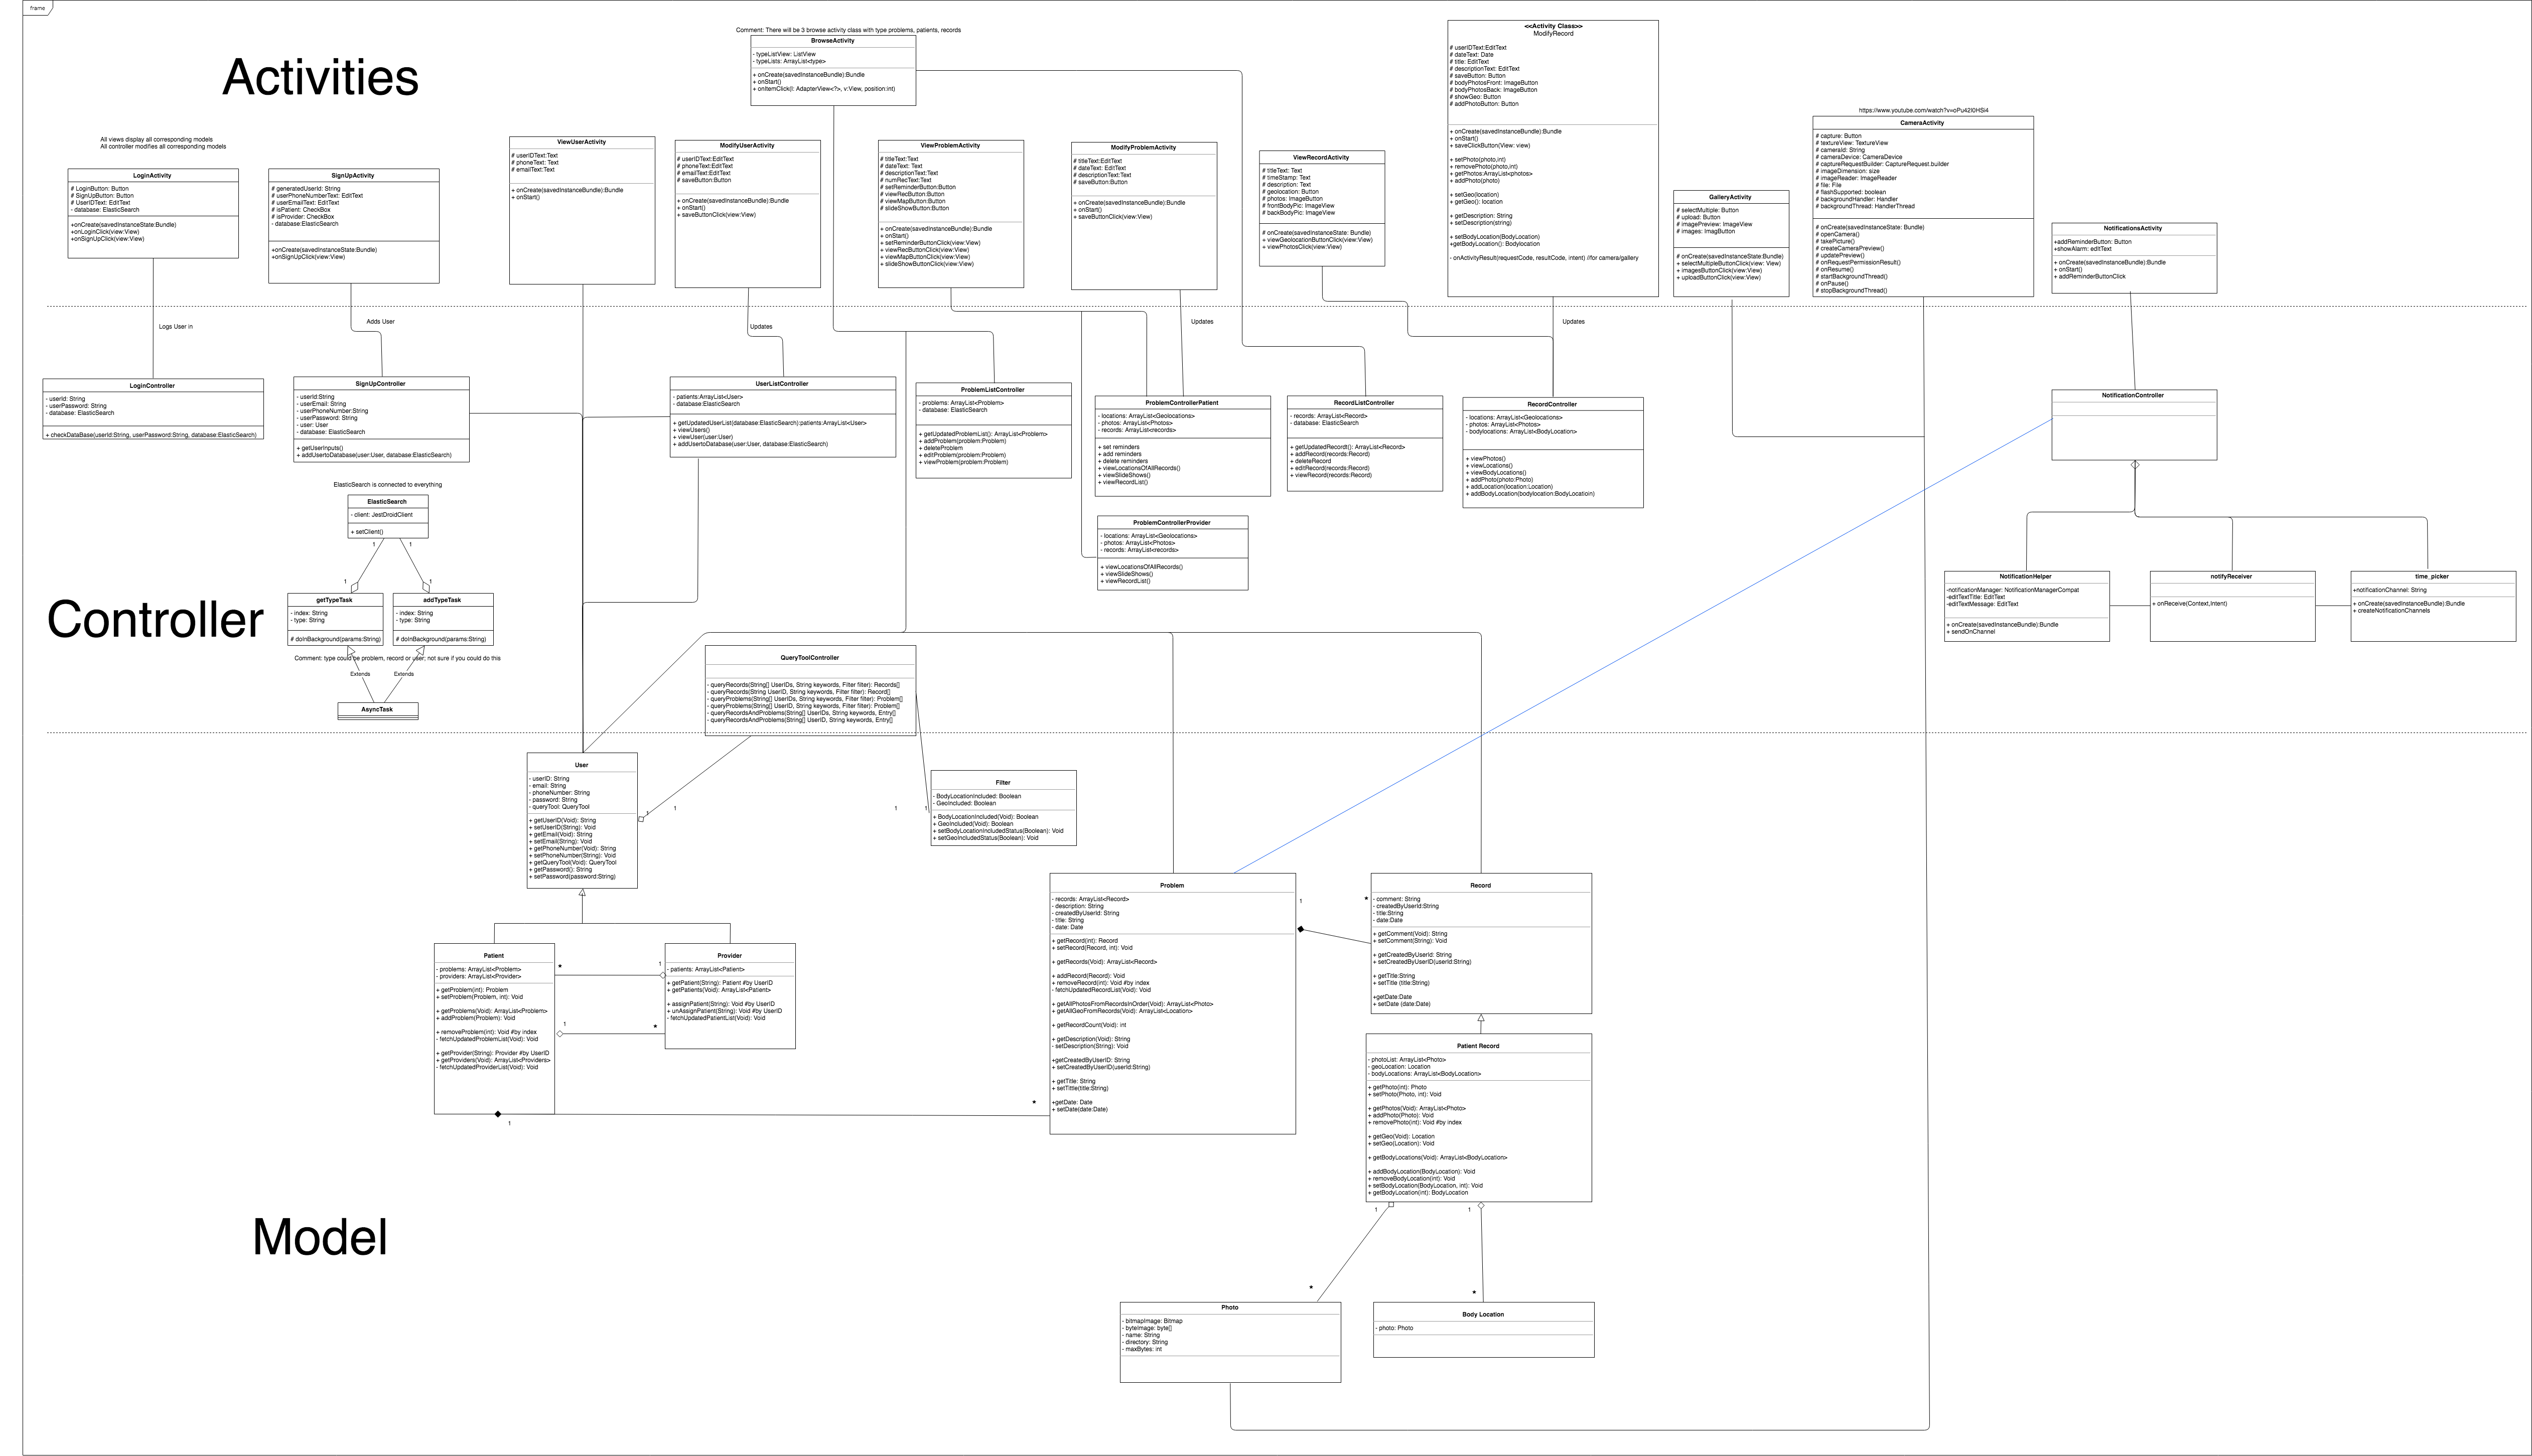 frame
Activities
Comment: There will be 3 browse activity class with type problems, patients, records
BrowseActivity
- typeListView: ListView
- typeLists: ArrayList<type>
+ onCreate(savedInstanceBundle):Bundle
+ onStart()
+ onItemClick(l: AdapterView<?>, v:View, position:int)
<<Activity Class>>
ModifyRecord
# userIDText:EditText
# dateText: Date
# title: EditText
# descriptionText: EditText
# saveButton: Button
# bodyPhotosFront: ImageButton
# bodyPhotosBack: ImageButton
# showGeo: Button
# addPhotoButton: Button
+ onCreate(savedInstanceBundle):Bundle
+ onStart()
+ saveClickButton(View: view)
+ setPhoto(photo,int)
+ removePhoto(photo,int)
+ getPhotos:Array<photos>
+ addPhoto(photo)
+ setGeo(location)
+ getGeo(): location
+ getDescription: String
+ setDescription(string)
+ setBodyLocation(BodyLocation)
+getBodyLocation(): Bodylocation
- onActivityResult(requestCode, resultCode, intent) //for camera/gallery
All views display all corresponding models
All controller modifies all corresponding models
LoginActivity
# LoginButton: Button
# SignUpButton: Button
# UserIDText: EditText
- database: ElasticSearch
+onCreate(savedInstanceState:Bundle)
+onLoginClick(view:View)
+onSignUpClick(view:View)
SignUpActivity
# generatedUserId: String
# userPhoneNumberText: EditText
# userEmailText: EditText
# isPatient: CheckBox
# isProvider: CheckBox
- database:ElasticSearch
+onCreate(savedInstanceState:Bundle)
+onSignUpClick(view:View)
ViewUserActivity
# userIDText:Text
# phoneText: Text
# emailText:Text
+ onCreate(savedInstanceBundle):Bundle
+ onStart()
ModifyUserActivity
# userIDText:EditText
# phoneText:EditText
# emailText:EditText
# saveButton:Button
+ onCreate(savedInstanceBundle):Bundle
+ onStart()
+ saveButtonClick(view:View)
ViewProblemActivity
# titleText:Text
# dateText: Text
# descriptionText:Text
# numRecText:Text
# setReminderButton:Button
# viewRecButton:Button
# viewMapButton:Button
# slideShowButton:Button
+ onCreate(savedInstanceBundle):Bundle
+ onStart()
+ setReminderButtonClick(view:View)
+ viewRecButtonClick(view:View)
+ viewMapButtonClick(view:View)
+ slideShowButtonClick(view:View)
ModifyProblemActivity
# titleText:EditText
# dateText: EditText
# descriptionText:Text
# saveButton:Button
+ onCreate(savedInstanceBundle):Bundle
+ onStart()
+ saveButtonClick(view:View)
ViewRecordActivity
# titleText: Text
# timeStamp: Text
# description: Text
# geolocation: Button
# photos: ImageButton
# frontBodyPic: ImageView
# backBodyPic: ImageView
# onCreate(savedInstanceState: Bundle)
+ viewGeolocationButtonClick(view:View)
+ viewPhotosClick(view:View)
GalleryActivity
# selectMultiple: Button
# upload: Button
# imagePreview: ImageView
# images: ImagButton
# onCreate(savedInstanceState:Bundle)
+ selectMultipleButtonClick(view: View)
+ imagesButtonClick(view:View)
+ uploadButtonClick(view:View)
https://www.youtube.com/watch?v=oPu42I0HSi4
CameraActivity
# capture: Button
# textureView: TextureView
# cameraId: String
# cameraDevice: CameraDevice
# captureRequestBuilder: CaptureRequest.builder
# imageDimension: size
# imageReader: ImageReader
# file: File
# flashSupported: boolean
# backgroundHandler: Handler
# backgroundThread: HandlerThread
# onCreate(savedInstanceState: Bundle)
# openCamera()
# takePicture()
# createCameraPreview()
# updatePreview()
# onRequestPermissionResult()
# onResume()
# startBackgroundThread()
# onPause()
# stopBackgroundThread()
NotificationsActivity
+addReminderButton: Button
+showAlarm: editText
+ onCreate(savedInstanceBundle):Bundle
+ onStart()
+ addReminderButtonClick
Logs User in
Adds User
Updates
Updates
Updates
LoginController
- userId: String
- userPassword: String
- database: ElasticSearch
+ checkDataBase(userId:String, userPassword:String, database:ElasticSearch)
SignUpController
- userId:String
- userEmail: String
- userPhoneNumber:String
- userPassword: String
- user: User
- database: ElasticSearch
+ getUserInputs()
+ addUsertoDatabase(user:User, database:ElasticSearch)
UserListController
- patients:ArrayList<User>
- database:ElasticSearch
+ getUpdatedUserList(database:ElasticSearch):patients:ArrayList<User>
+ viewUsers()
+ viewUser(user:User)
+ addUsertoDatabase(user:User, database:ElasticSearch)
ProblemListController
- problems: ArrayList<Problem>
- database: ElasticSearch
+ getUpdatedProblemList(): ArrayList<Problem>
+ addProblem(problem:Problem)
+ deleteProblem
+ editProblem(problem:Problem)
+ viewProblem(problem:Problem)
ProblemControllerPatient
- locations: ArrayList<Geolocations>
- photos: ArrayList<Photos>
- records: ArrayList<records>
+ set reminders
+ add reminders
+ delete reminders
+ viewLocationsOfAllRecords()
+ viewSlideShows()
+ viewRecordList()
RecordListController
- records: ArrayList<Record>
- database: ElasticSearch
+ getUpdatedRecord(): ArrayList<Record>
+ addRecord(records:Record)
+ deleteRecord
+ editRecord(records:Record)
+ viewRecord(records:Record)
RecordController
- locations: ArrayList<Geolocations>
- photos: ArrayList<Photos>
- bodylocations: ArrayList<BodyLocation>
+ viewPhotos()
+ viewLocations()
+ viewBodyLocations()
+ addPhoto(photo:Photo)
+ addLocation(location:Location)
+ addBodyLocation(bodylocation:BodyLocatioin)
NotificationController
ProblemControllerProvider
- locations: ArrayList<Geolocations>
- photos: ArrayList<Photos>
- records: ArrayList<records>
+ viewLocationsOfAllRecords()
+ viewSlideShows()
+ viewRecordList()
ElasticSearch is connected to everything
ElasticSearch
- client: JestDroidClient
+ setClient()
1
1
1
1
Controller
getTypeTask
- index: String
- type: String
# doInBackground(params:String)
addTypeTask
- index: String
- type: String
# doInBackground(params:String)
Comment: type could be problem, record or user; not sure if you could do this
Extends
Extends
AsyncTask
NotificationHelper
-notificationManager: NotificationManagerCompat
-editTextTitle: EditText
-editTextMessage: EditText
+ onCreate(savedInstanceBundle):Bundle
+ sendOnChannel
notifyReceiver
+ onReceive(Context,Intent)
time_picker
+notificationChannel: String
+ onCreate(savedInstanceBundle):Bundle
+ createNotificationChannels
QueryToolController
- queryRecords(String[] UserIDs, String keywords, Filter filter): Records[]
- queryRecords(String UserID, String keywords, Filter filter): Record[]
- queryProblems(String[] UserIDs, String keywords, Filter filter): Problem[]
- queryProblems(String[] UserID, String keywords, Filter filter): Problem[]
- queryRecordsAndProblems(String[] UserIDs, String keywords, Entry[]
- queryRecordsAndProblems(String[] UserID, String keywords, Entry[]
User
- userID: String
- email: String
- phoneNumber: String
- password: String
- queryTool: QueryTool
+ getUserID(Void): String
+ setUserID(String): Void
+ getEmail(Void): String
+ setEmail(String): Void
+ getPhoneNumber(Void): String
+ setPhoneNumber(String): Void
+ getQueryTool(Void): QueryTool
+ getPassword(): String
+ setPassword(password:String)
1
1
1
1
Filter
- BodyLocationIncluded: Boolean
- GeoIncluded: Boolean
+ BodyLocationIncluded(Void): Boolean
+ GeoIncluded(Void): Boolean
+ setBodyLocationIncludedStatus(Boolean): Void
+ setGeoIncludedStatus(Boolean): Void
Patient
- problems: ArrayList<Problem>
- providers: ArrayList<Provider>
+ getProblem(int): Problem
+ setProblem(Problem, int): Void
+ getProblems(Void): ArrayList<Problem>
+ addProblem(Problem): Void
+ removeProblem(int): Void #by index
- fetchUpdatedProblemList(Void): Void
+ getProvider(String): Provider #by UserID
+ getProviders(Void): ArrayList<Providers>
- fetchUpdatedProviderList(Void): Void
*
1
1
*
Provider
- patients: ArrayList<Patient>
+ getPatient(String): Patient #by UserID
+ getPatients(Void): ArrayList<Patient>
+ assignPatient(String): Void #by UserID
+ unAssignPatient(String): Void #by UserID
- fetchUpdatedPatientList(Void): Void
1
*
Problem
- records: ArrayList<Record>
- description: String
- createdByUserId: String
- title: String
- date: Date
+ getRecord(int): Record
+ setRecord(Record, int): Void
+ getRecords(Void): ArrayList<Record>
+ addRecord(Record): Void
+ removeRecord(int): Void #by index
- fetchUpdatedRecordList(Void): Void
+ getAllPhotosFromRecordsInOrder(Void): ArrayList<Photo>
+ getAllGeoFromRecords(Void): ArrayList<Location>
+ getRecordCount(Void): int
+ getDescription(Void): String
- setDescription(String): Void
+getCreatedByUserID: String
+ setCreatedByUserID(userId:String)
+ getTitle: String
+ setTittle(title:String)
+getDate: Date
+ setDate(date:Date)
1
*
Record
- comment: String
- createdByUserId:String
- title:String
- date:Date
+ getComment(Void): String
+ setComment(String): Void
+ getCreatedByUserId: String
+ setCreatedByUserID(userId:String)
+ getTitle:String
+ setTitle (title:String)
+getDate:Date
+ setDate (date:Date)
Patient Record
- photoList: ArrayList<Photo>
- geoLocation: Location
- bodyLocations: ArrayList<BodyLocation>
+ getPhoto(int): Photo
+ setPhoto(Photo, int): Void
+ getPhotos(Void): ArrayList<Photo>
+ addPhoto(Photo): Void
+ removePhoto(int): Void #by index
+ getGeo(Void): Location
+ setGeo(Location): Void
+ getBodyLocations(Void): ArrayList<BodyLocation>
+ addBodyLocation(BodyLocation): Void
+ removeBodyLocation(int): Void
+ setBodyLocation(BodyLocation, int): Void
+ getBodyLocation(int): BodyLocation
1
1
*
*
Model
Photo
- bitmapImage: Bitmap
- byteImage: byte[]
- name: String
- directory: String
- maxBytes: int
Body Location
- photo: Photo